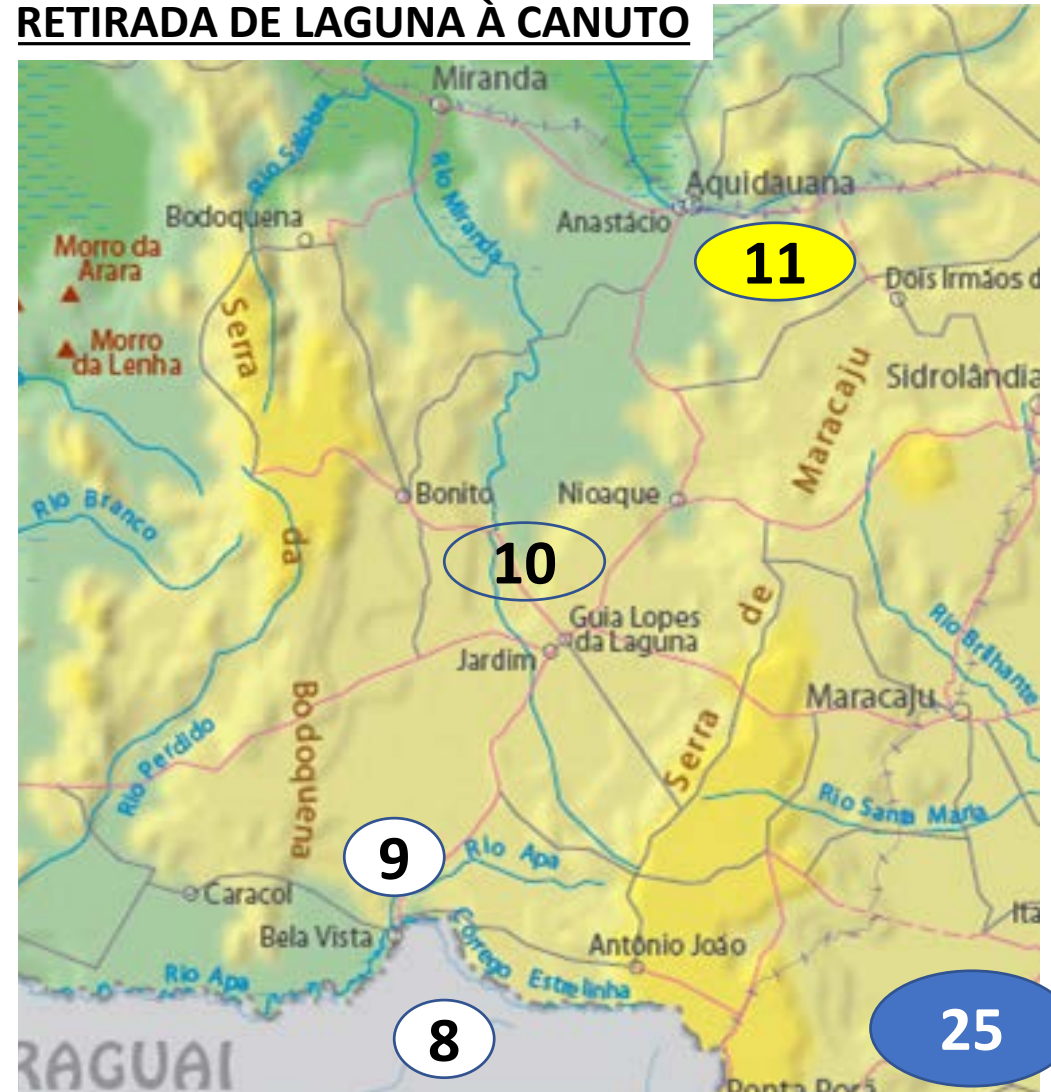 RETIRADA DE LAGUNA À CANUTO
Miranda
Rio Salobra
Rio Miranda
Aquidauana
Anastácio
Bodoquena
11
Morro da
Arara
Dois Irmãos d
Morro
da Lenha
Serra
Maracaju
Sidrolândia
Bonito
Nioaque
Rio Branco
da
10
de
Guia Lopes
da Laguna
Jardim
Rio Brilhante
Maracaju
Bodoquena
Serra
Rio Perdido
Rio Santa Maria
9
Rio Apa
Caracol
Ita
Bela Vista
Córrego Estrelinha
Antônio João
Rio Apa
25
8
RAGUAI
Ponta Porã